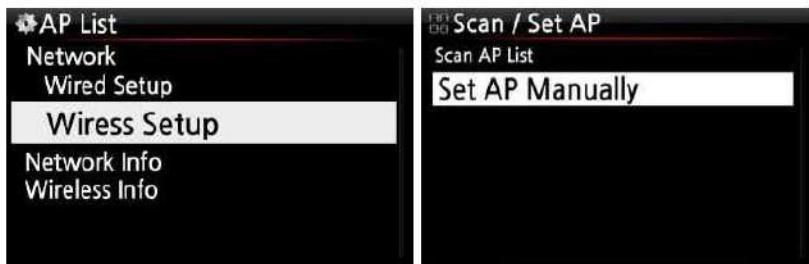 AP List
Network
Wired Setup
Wiress Setup
Network Info
Wireless Info
Scan / Set AP
Scan AP List
Set AP Manually